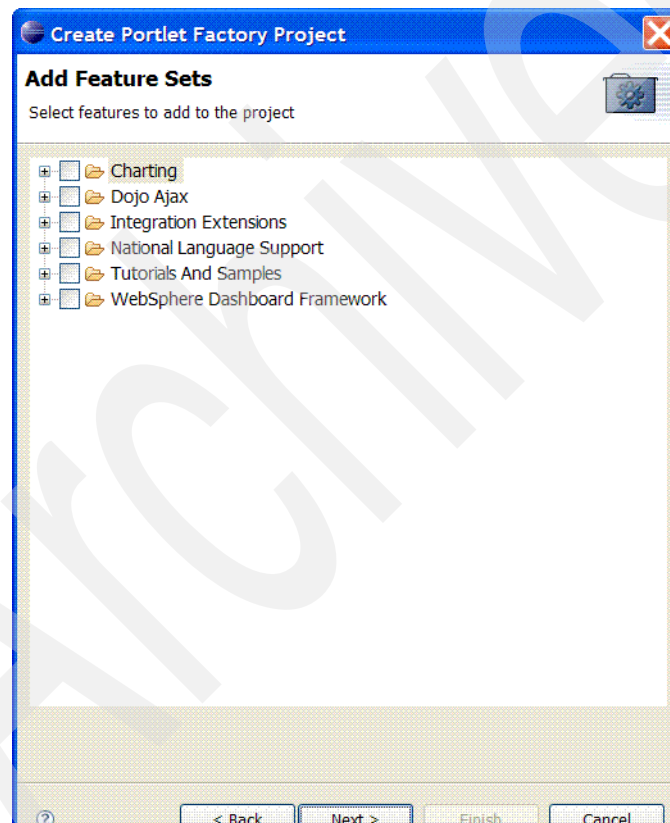 Create Portlet Factory Project
Add Feature Sets
Select features to add to the project
Charting
Dojo Ajax
Integration Extensions
National Language Support
Tutorials And Samples
WebSphere Dashboard Framework
< Back
Next >
Finish
Cancel